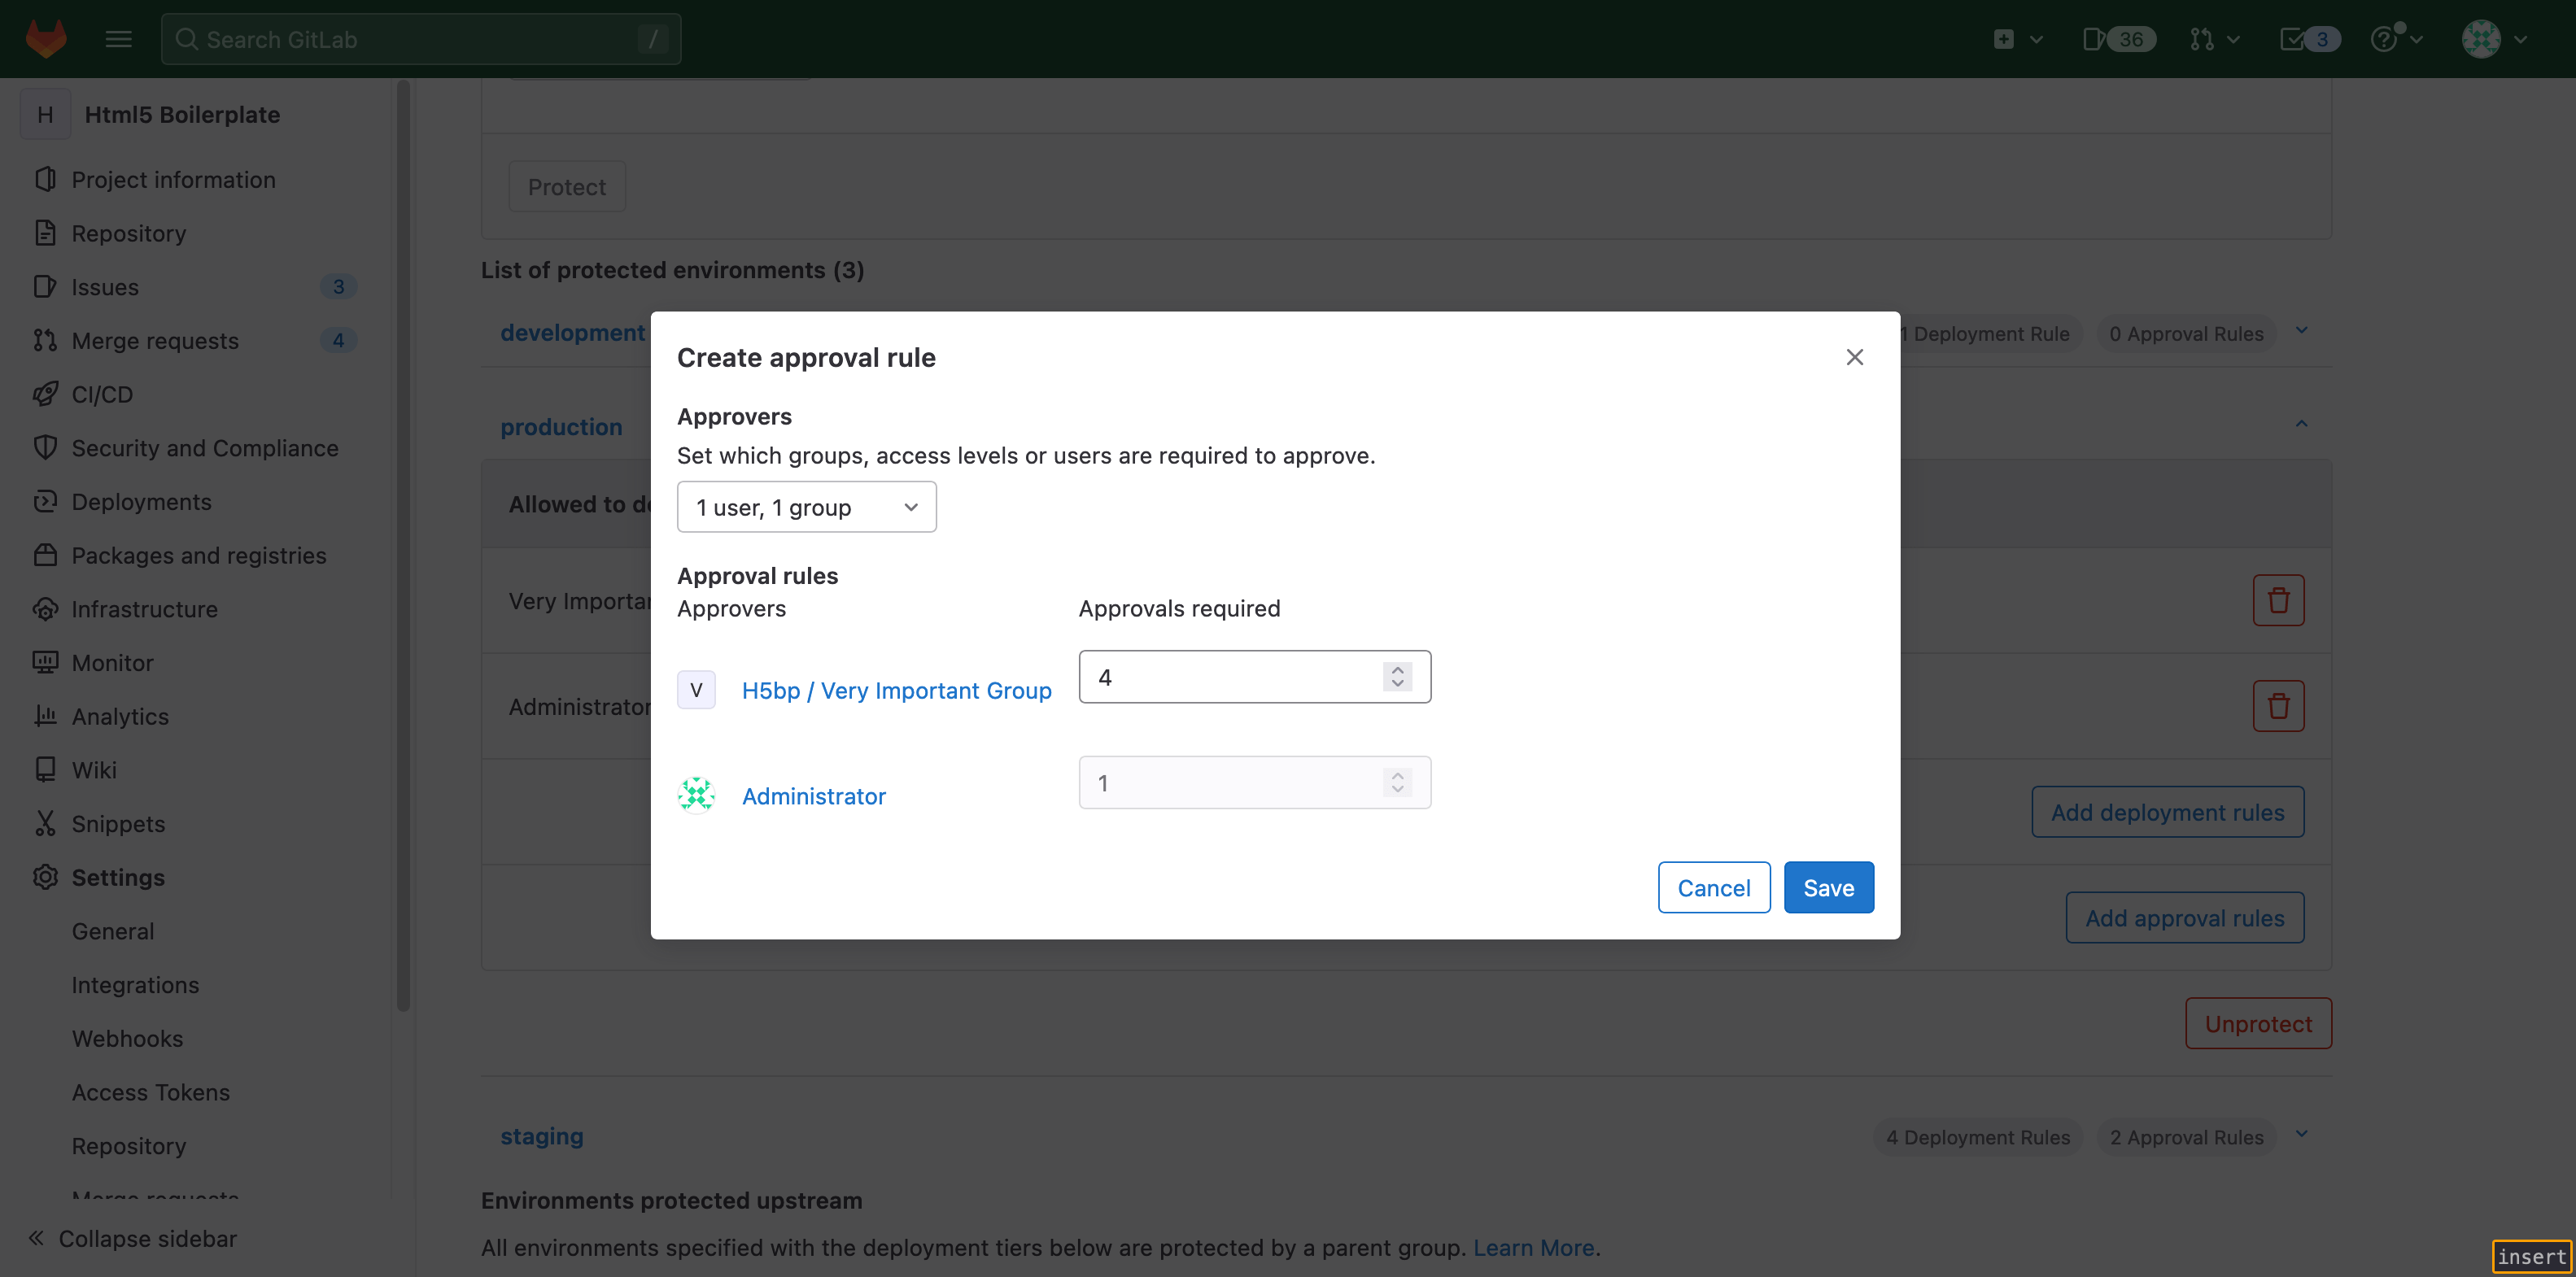 Search GitLab
/
36
3
H
Html5 Boilerplate
Project information
Repository
Issues
3
Merge requests
4
CI/CD
Security and Compliance
Deployments
Packages and registries
Infrastructure
Monitor
Analytics
Wiki
Snippets
Settings
General
Integrations
Webhooks
Access Tokens
Repository
Merge requests
Collapse sidebar
Protect
List of protected environments (3)
development
1 Deployment Rule
0 Approval Rules
production
Allowed to de
Very Importan
Administrator
Add deployment rules
Add approval rules
Unprotect
staging
4 Deployment Rules
2 Approval Rules
Environments protected upstream
All environments specified with the deployment tiers below are protected by a parent group. Learn More.
Create approval rule
Approvers
Set which groups, access levels or users are required to approve.
1 user, 1 group
Approval rules
Approvers
Approvals required
V
H5bp / Very Important Group
4
Administrator
1
Cancel
Save
insert